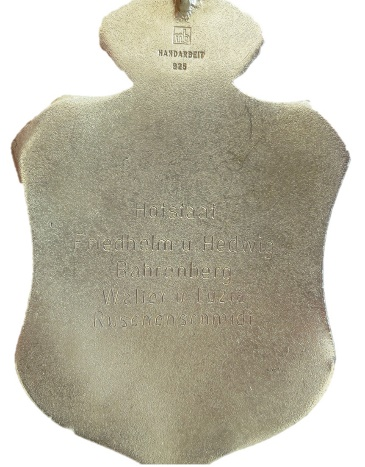 HANDARBEIT
925
Hofstaat
Friedhelm u. Hedwig
Bahrenberg
Walter u.